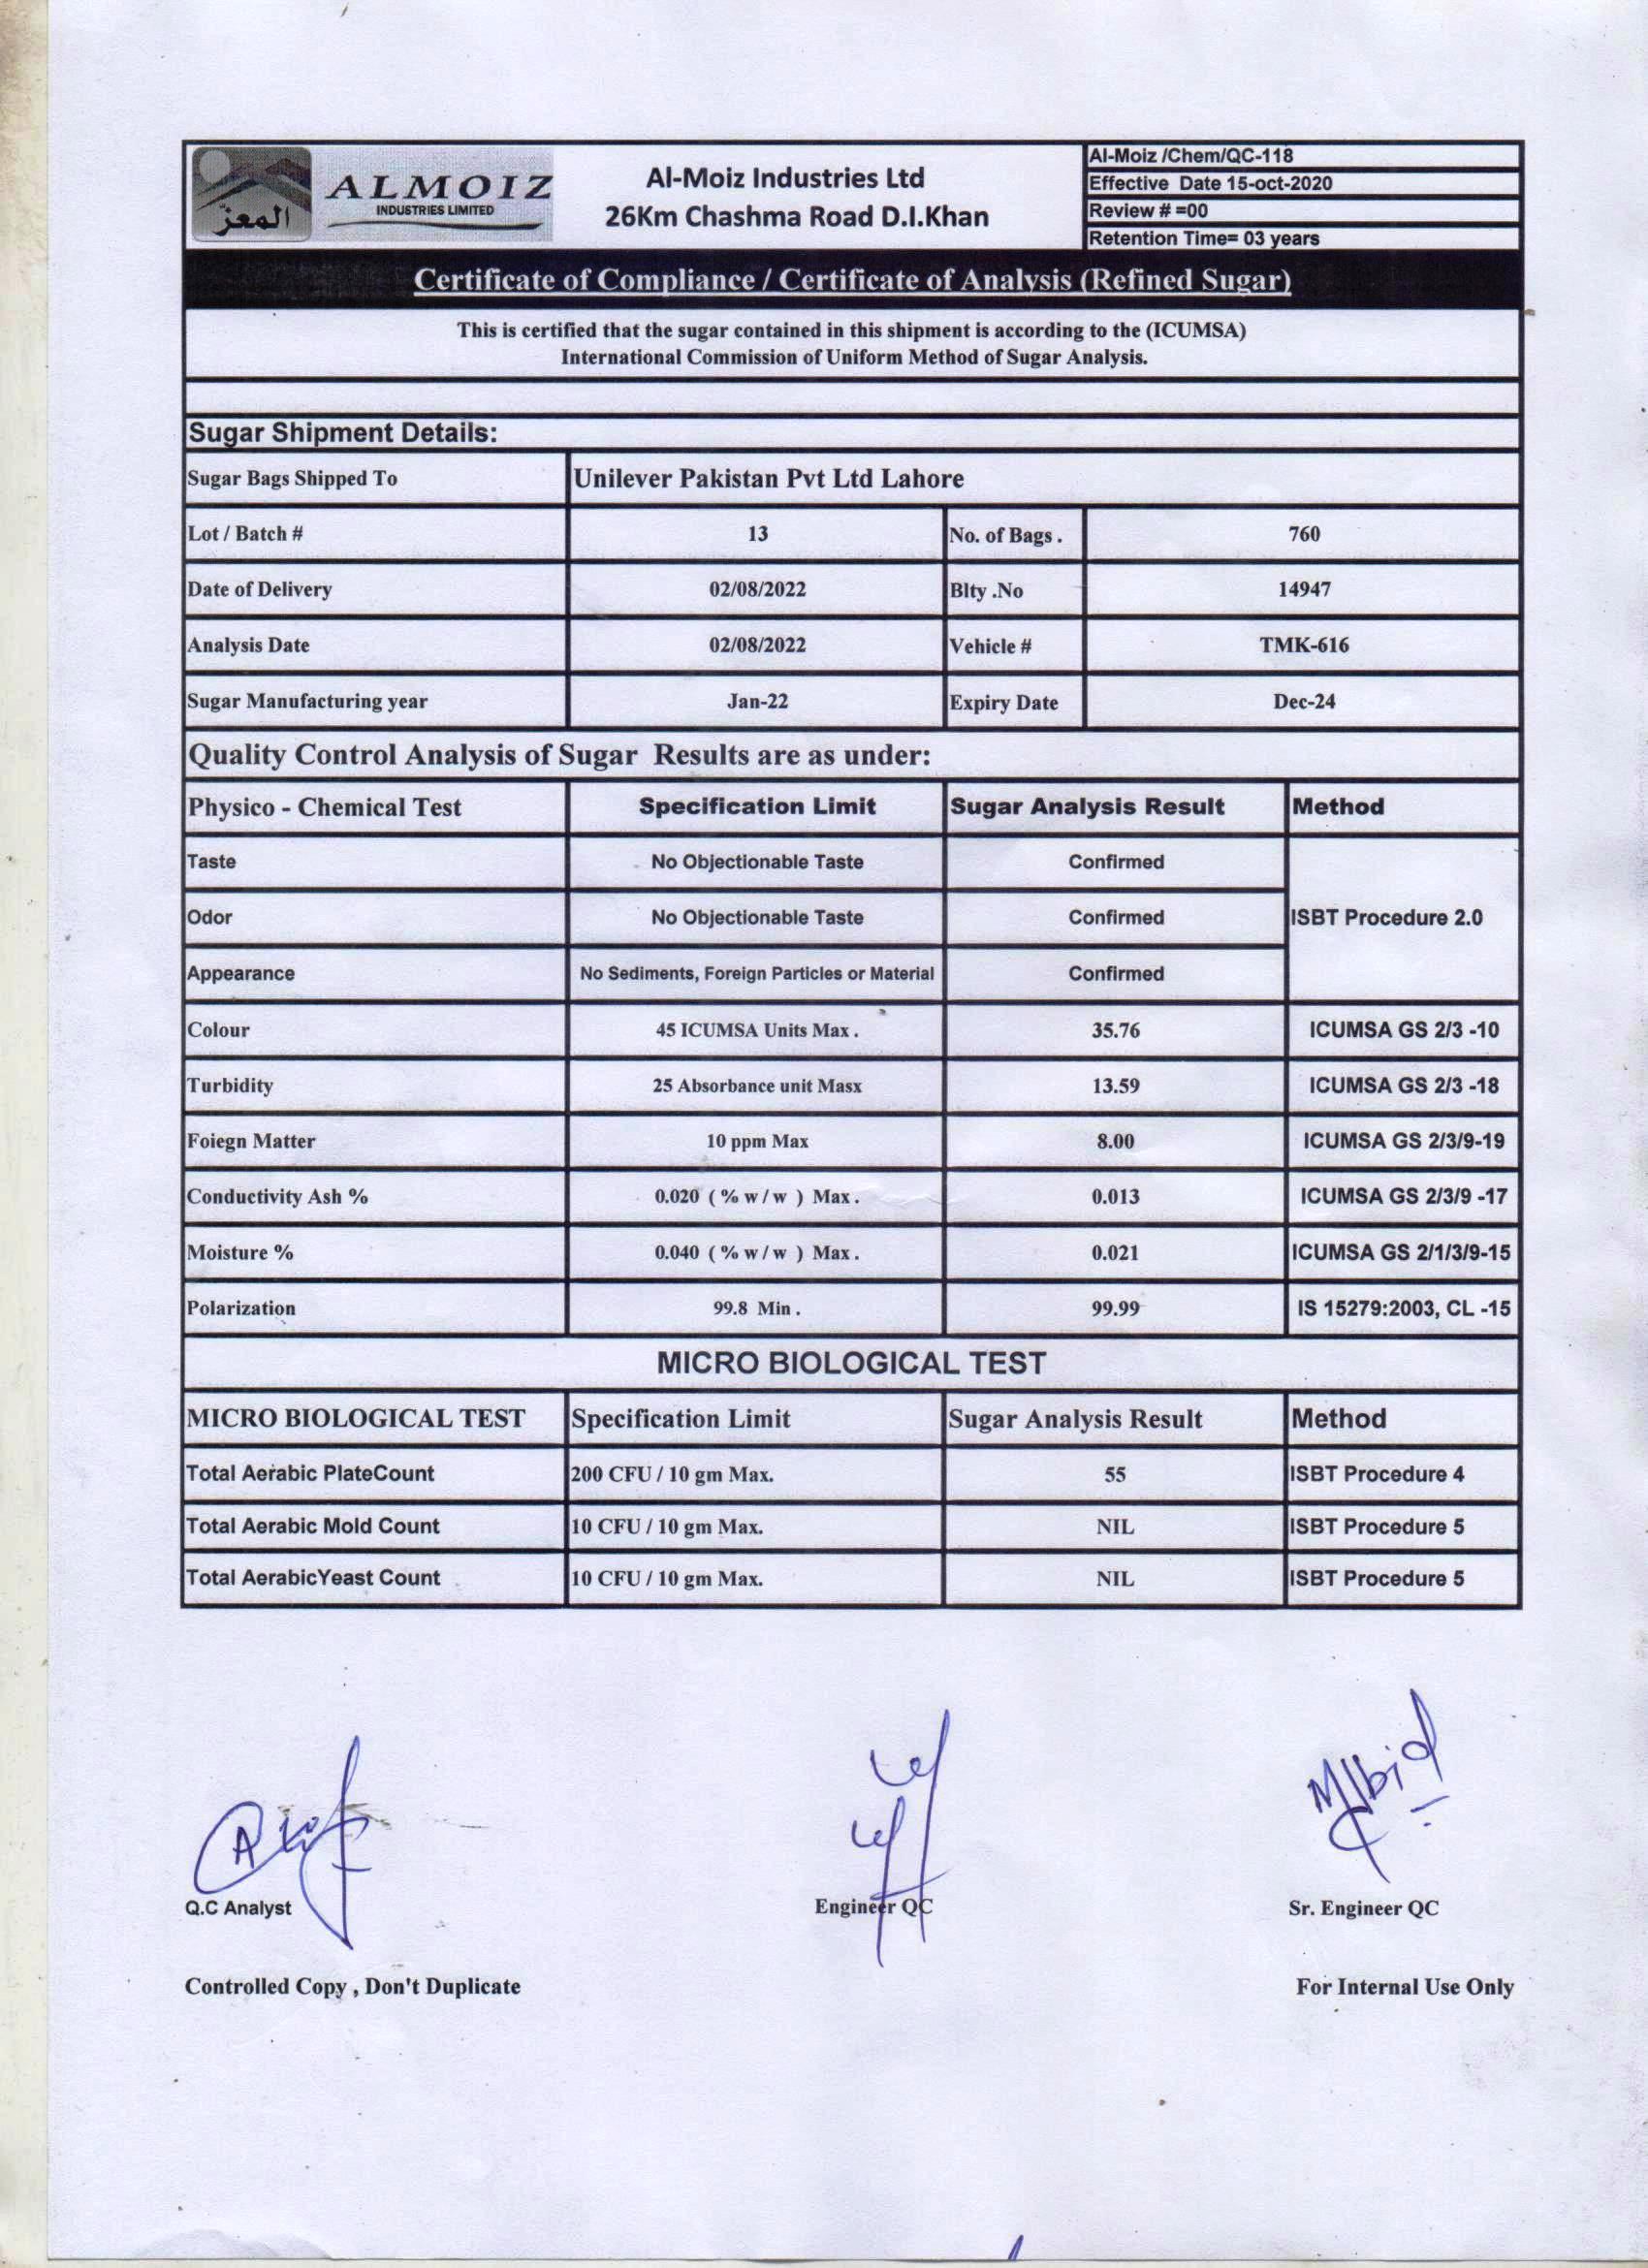 المعز
ALMOIZ
INDUSTRIES LIMITED
Al-Moiz Industries Ltd
26Km Chashma Road D.I.Khan
Al-Moiz /Chem/QC-118
Effective Date 15-oct-2020
Review # =00
Retention Time= 03 years
Certificate of Compliance / Certificate of Analysis (Refined Sugar)
This is certified that the sugar contained in this shipment is according to the (ICUMSA)
International Commission of Uniform Method of Sugar Analysis.
Sugar Shipment Details:
Sugar Bags Shipped To Unilever Pakistan Pvt Ltd Lahore
Lot / Batch # 13 No. of Bags . 760
Date of Delivery 02/08/2022 Blty .No 14947
Analysis Date 02/08/2022 Vehicle # TMK-616
Sugar Manufacturing year Jan-22 Expiry Date Dec-24
Quality Control Analysis of Sugar Results are as under:
Physico - Chemical Test Specification Limit Sugar Analysis Result Method
Taste No Objectionable Taste Confirmed
Odor No Objectionable Taste Confirmed ISBT Procedure 2.0
Appearance No Sediments, Foreign Particles or Material Confirmed
Colour 45 ICUMSA Units Max . 35.76 ICUMSA GS 2/3 -10
Turbidity 25 Absorbance unit Masx 13.59 ICUMSA GS 2/3 -18
Foiegn Matter 10 ppm Max 8.00 ICUMSA GS 2/3/9-19
Conductivity Ash % 0.020 ( % w / w ) Max . 0.013 ICUMSA GS 2/3/9 -17
Moisture % 0.040 ( % w / w ) Max . 0.021 ICUMSA GS 2/1/3/9-15
Polarization 99.8 Min . 99.99 IS 15279:2003, CL -15
MICRO BIOLOGICAL TEST
MICRO BIOLOGICAL TEST Specification Limit Sugar Analysis Result Method
Total Aerabic PlateCount 200 CFU / 10 gm Max. 55 ISBT Procedure 4
Total Aerabic Mold Count 10 CFU / 10 gm Max. NIL ISBT Procedure 5
Total AerabicYeast Count 10 CFU / 10 gm Max. NIL ISBT Procedure 5
Q.C Analyst Engineer QC Sr. Engineer QC
Controlled Copy , Don't Duplicate For Internal Use Only